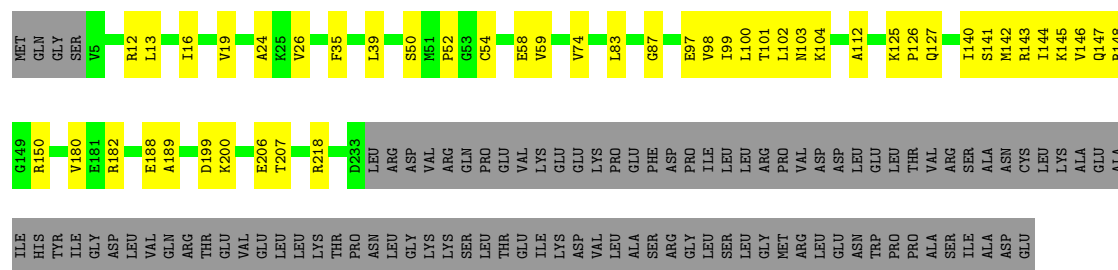 MET GLN GLY SER V5 R12 L13 I16 V19 A24 K25 V26 F35 L39 S50 M51 P52 G53 C54 E58 V59 V74 L83 G87 E97 V98 I99 L100 T101 L102 N103 K104 A112 K125 P126 Q127 I140 S141 M142 R143 I144 K145 V146 Q147
G149 R150 V180 E181 R182 E188 A189 D199 K200 E206 T207 R218 D233 LEU ARG ASP VAL ARG GLN PRO GLU VAL LYS GLU GLU LYS PRO GLU PHE ASP PRO ILE LEU LEU ARG PRO VAL ASP ASP LEU GLU LEU THR VAL ARG SER ALA ASN CYS LEU LYS ALA GLU ALA
ILE HIS TYR ILE GLY ASP LEU VAL GLN ARG THR GLU VAL GLU LEU LEU LYS THR PRO ASN LEU GLY LYS LYS SER LEU THR GLU ILE LYS ASP VAL LEU ALA SER ARG GLY LEU SER LEU GLY MET ARG LEU GLU ASN TRP PRO PRO ALA SER ILE ALA ASP GLU